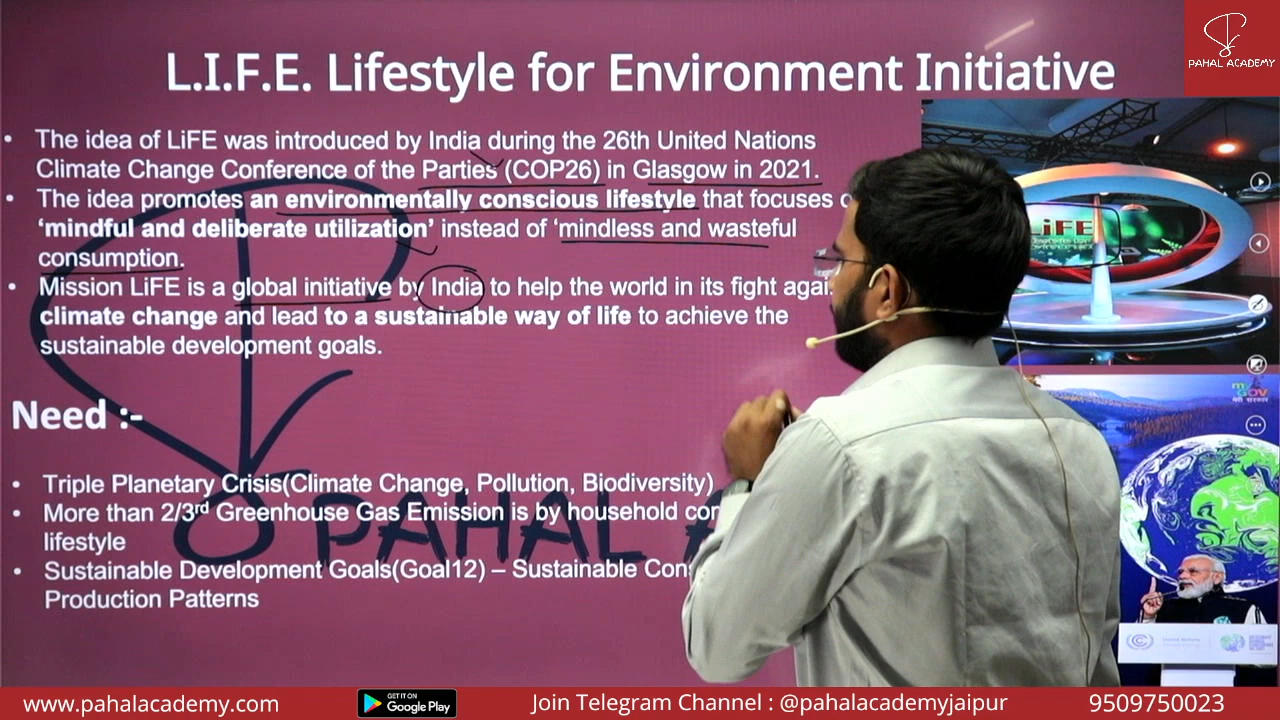 PAHAL ACADEMY
L.I.F.E. Lifestyle for Environment Initiative
• The idea of LiFE was introduced by India during the 26th United Nations
Climate Change Conference of the Parties (COP26) in Glasgow in 2021.
• The idea promotes an environmentally conscious lifestyle that focuses
‘mindful and deliberate utilization’ instead of ‘mindless and wasteful
consumption.
• Mission LiFE is a global initiative by India to help the world in its fight
climate change and lead to a sustainable way of life to achieve the
sustainable development goals.
LiFE
Need :-
• Triple Planetary Crisis(Climate Change, Pollution, Biodiversity)
• More than 2/3rd Greenhouse Gas Emission is by household
lifestyle
• Sustainable Development Goals(Goal12) – Sustainable
Production Patterns
PAHAL
www.pahalacademy.com
GET IT ON
Google Play
Join Telegram Channel : @pahalacademyjaipur
9509750023